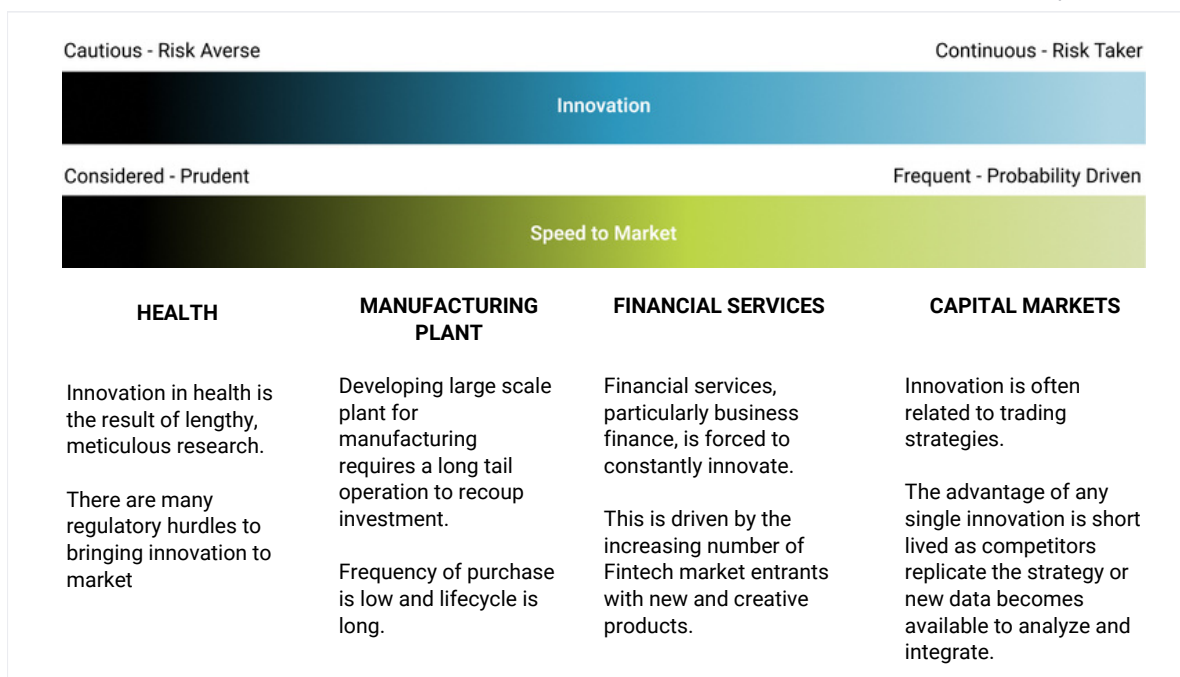 Cautious - Risk Averse
Continuous - Risk Taker
Innovation
Considered - Prudent
Frequent - Probability Driven
Speed to Market
HEALTH
Innovation in health is
the result of lengthy,
meticulous research.
There are many
regulatory hurdles to
bringing innovation to
market
MANUFACTURING
PLANT
Developing large scale
plant for
manufacturing
requires a long tail
operation to recoup
investment.
Frequency of purchase
is low and lifecycle is
long.
FINANCIAL SERVICES
Financial services,
particularly business
finance, is forced to
constantly innovate.
This is driven by the
increasing number of
Fintech market entrants
with new and creative
products.
CAPITAL MARKETS
Innovation is often
related to trading
strategies.
The advantage of any
single innovation is short
lived as competitors
replicate the strategy or
new data becomes
available to analyze and
integrate.